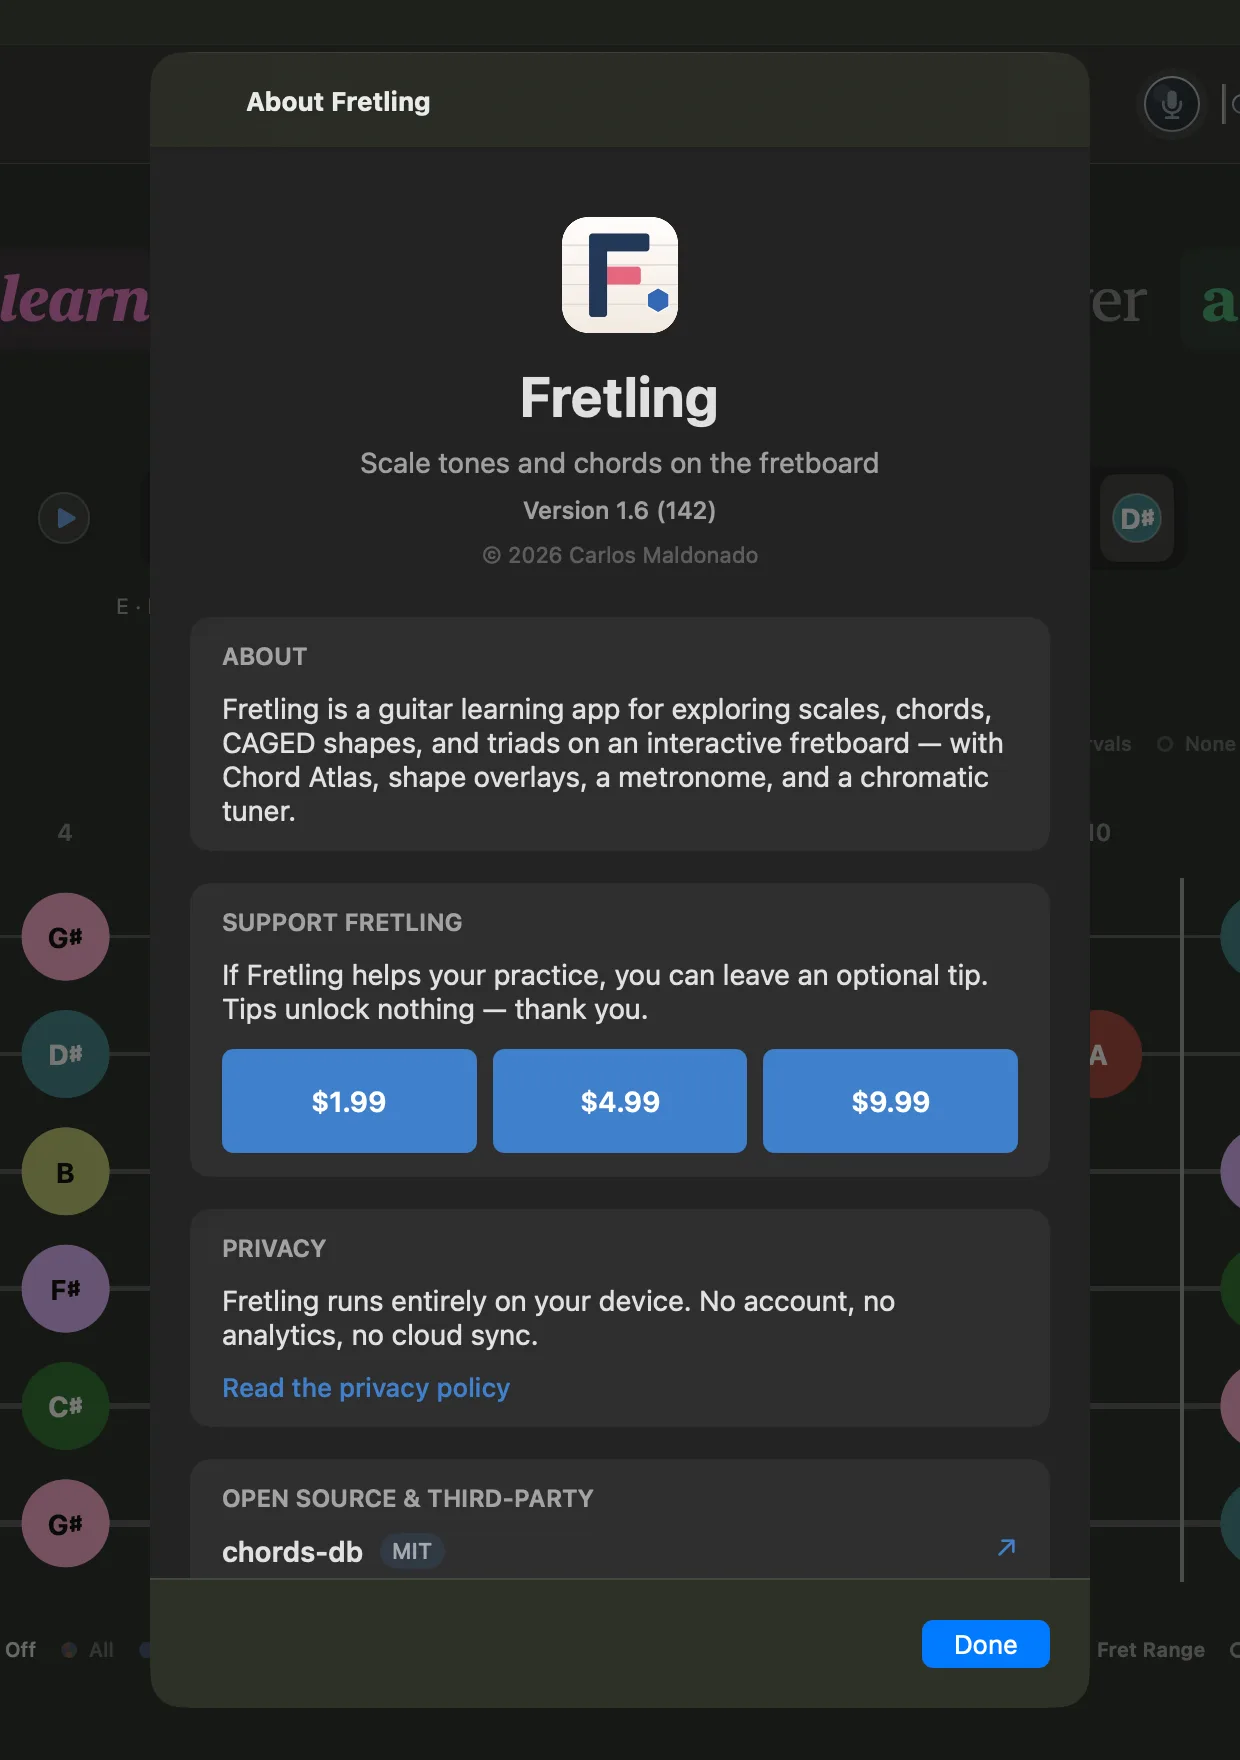 About Fretling
learn
er
a
Fretling
Scale tones and chords on the fretboard
Version 1.6 (142)
© 2026 Carlos Maldonado
D#
E ·
ABOUT
Fretling is a guitar learning app for exploring scales, chords,
CAGED shapes, and triads on an interactive fretboard — with
Chord Atlas, shape overlays, a metronome, and a chromatic
tuner.
rvals
None
4
10
SUPPORT FRETLING
If Fretling helps your practice, you can leave an optional tip.
Tips unlock nothing — thank you.
$1.99
$4.99
$9.99
G#
D#
A
B
PRIVACY
Fretling runs entirely on your device. No account, no
analytics, no cloud sync.
Read the privacy policy
F#
C#
OPEN SOURCE & THIRD-PARTY
chords-db MIT
G#
Off
All
Done
Fret Range